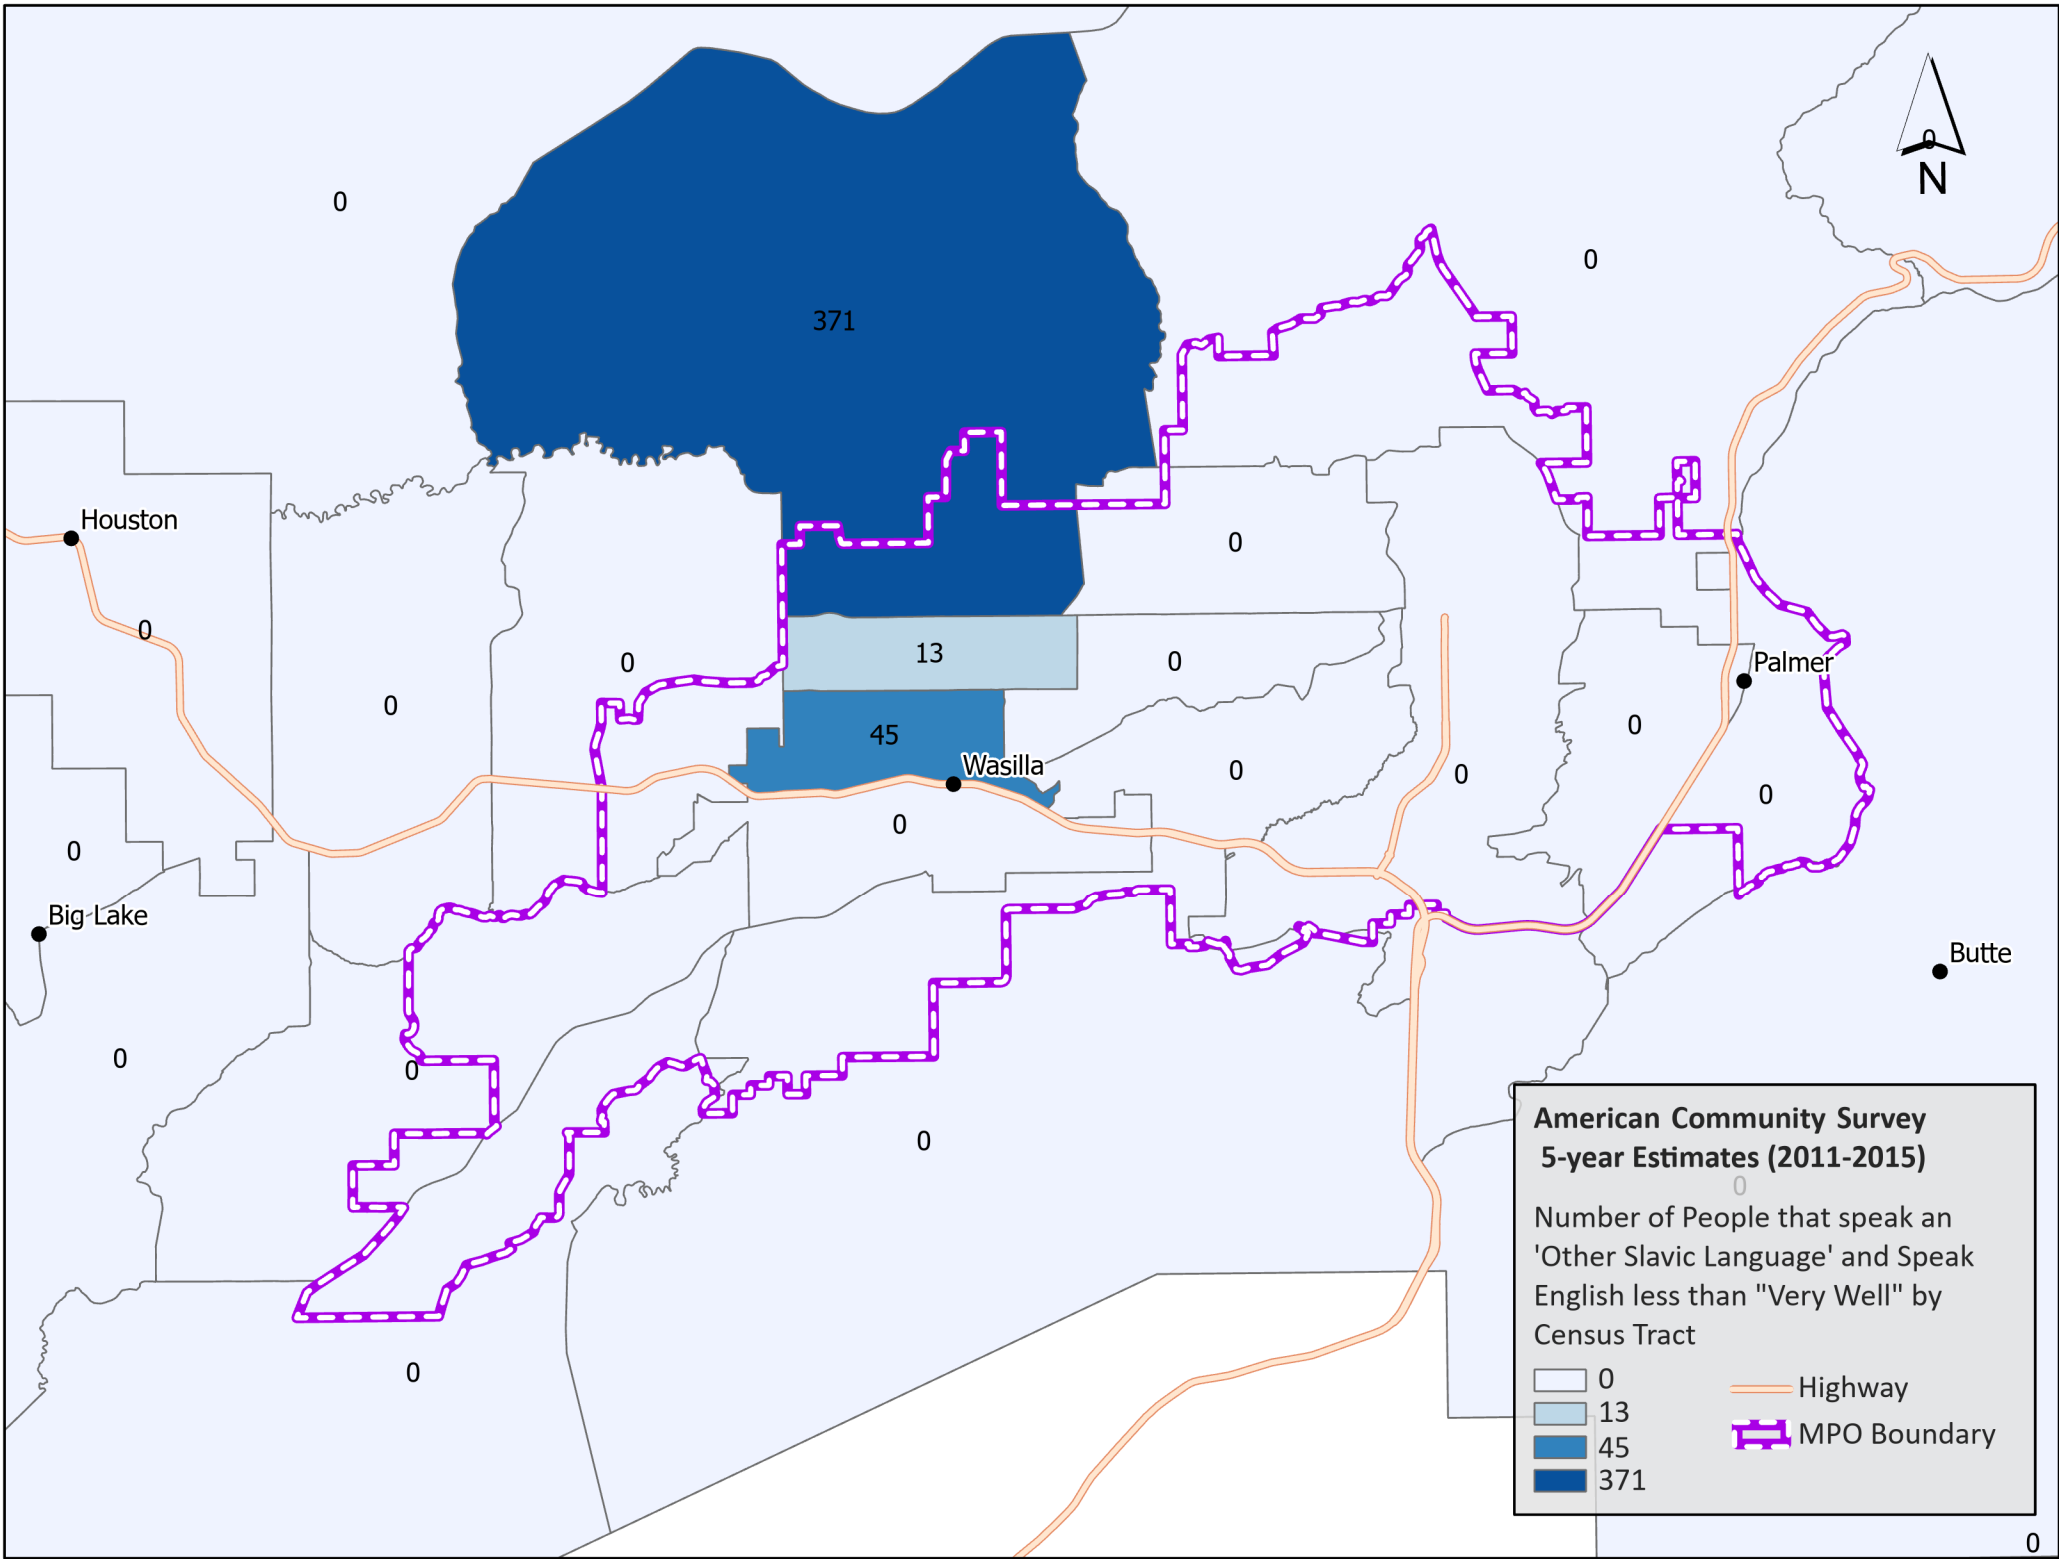 0
N
0
0
371
Houston
0
0
0
13
0
0
Palmer
0
0
45
Wasilla
0
0
0
0
0
Big Lake
Butte
0
0
0
0
0
American Community Survey
5-year Estimates (2011-2015)
0
Number of People that speak an
'Other Slavic Language' and Speak
English less than "Very Well" by
Census Tract
0
13
45
371
Highway
MPO Boundary